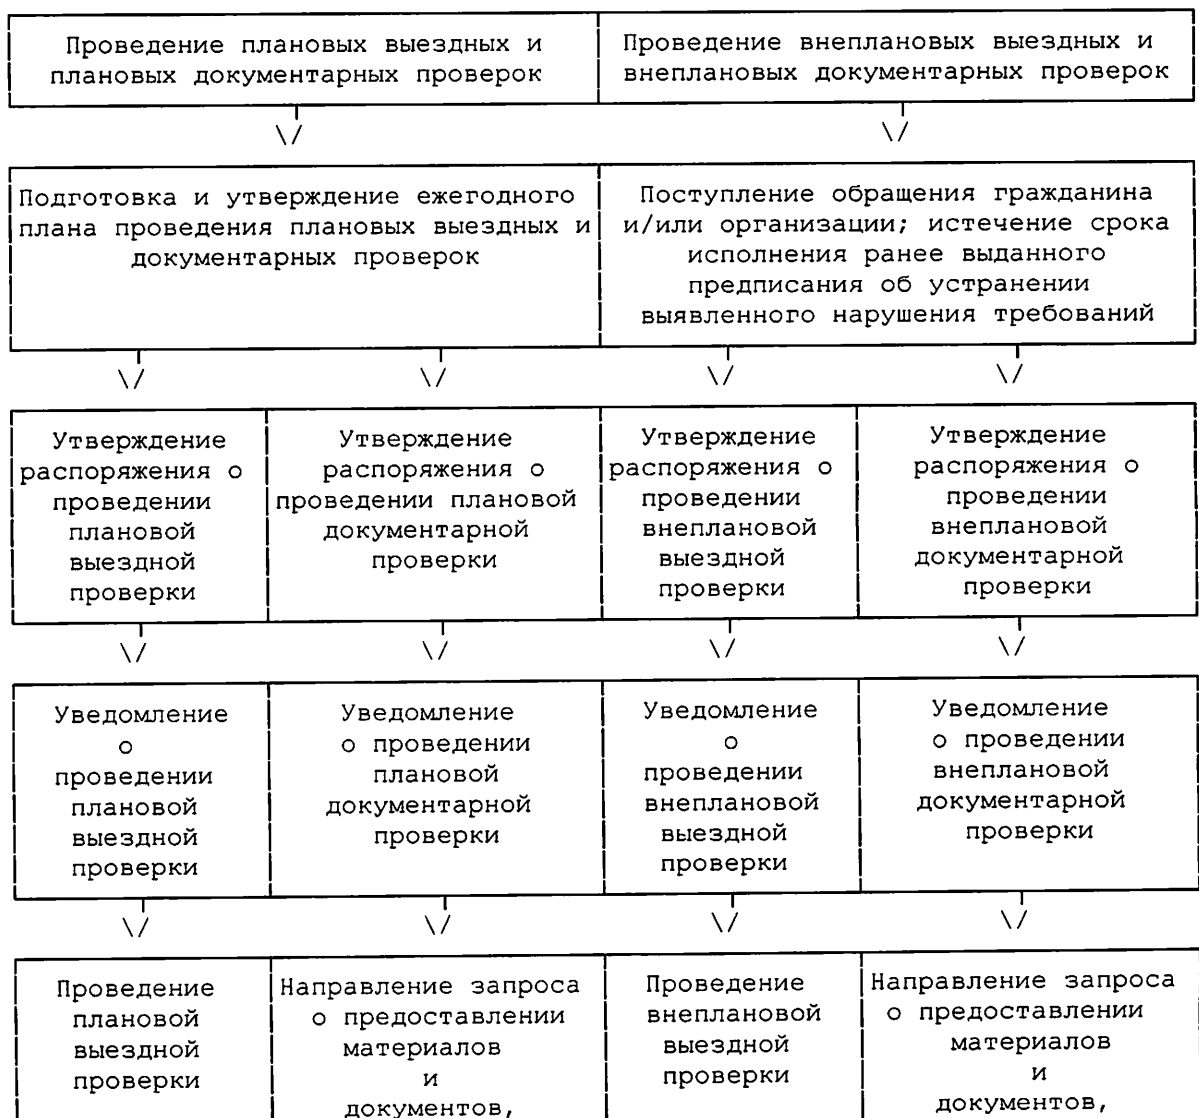 Проведение плановых выездных и
плановых документарных проверок
Проведение внеплановых выездных и
внеплановых документарных проверок
\/
\/
Подготовка и утверждение ежегодного
плана проведения плановых выездных и
документарных проверок
Поступление обращения гражданина
и/или организации; истечение срока
исполнения ранее выданного
предписания об устранении
выявленного нарушения требований
\/
\/
\/
\/
Утверждение
распоряжения о
проведении
плановой
выездной
проверки
Утверждение
распоряжения о
проведении плановой
документарной
проверки
Утверждение
распоряжения о
проведении
внеплановой
выездной
проверки
Утверждение
распоряжения о
проведении
внеплановой
документарной
проверки
\/
\/
\/
\/
Уведомление
о
проведении
плановой
выездной
проверки
Уведомление
о проведении
плановой
документарной
проверки
Уведомление
о
проведении
внеплановой
выездной
проверки
Уведомление
о проведении
внеплановой
документарной
проверки
\/
\/
\/
\/
Проведение
плановой
выездной
проверки
Направление запроса
о предоставлении
материалов
и
документов,
Проведение
внеплановой
выездной
проверки
Направление запроса
о предоставлении
материалов
и
документов,